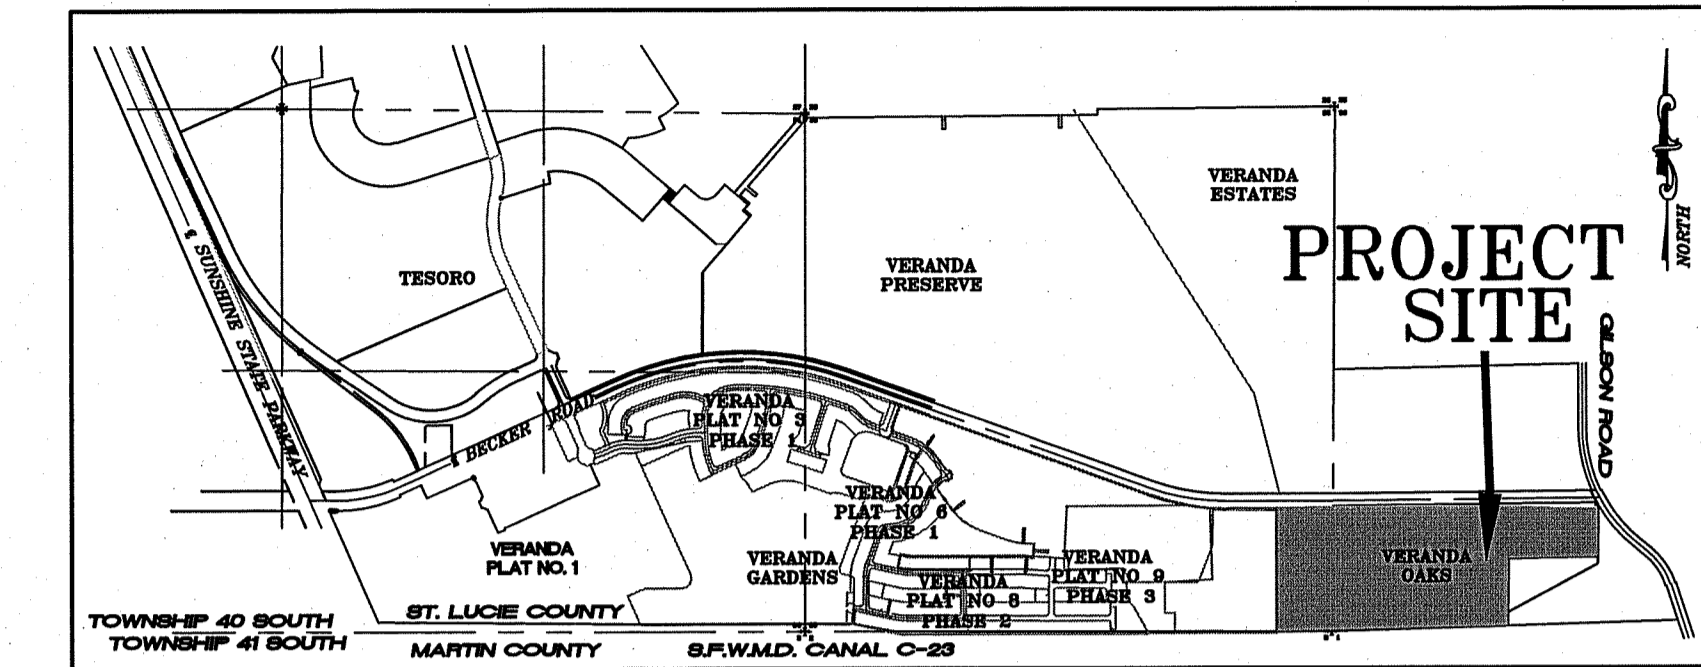 NORTH
VERANDA
ESTATES
PROJECT
SITE
TESORO
VERANDA
PRESERVE
SUNSHINE STATE PARKWAY
GILSON ROAD
BECKER ROAD
VERANDA
PLAT NO 3
PHASE 1
VERANDA
PLAT NO 6
PHASE 1
VERANDA
PLAT NO. 1
VERANDA
GARDENS
VERANDA
PLAT NO 8
PHASE 2
VERANDA
PLAT NO 9
PHASE 3
VERANDA
OAKS
TOWNSHIP 40 SOUTH
TOWNSHIP 41 SOUTH
ST. LUCIE COUNTY
MARTIN COUNTY
S.F.W.M.D. CANAL C-23